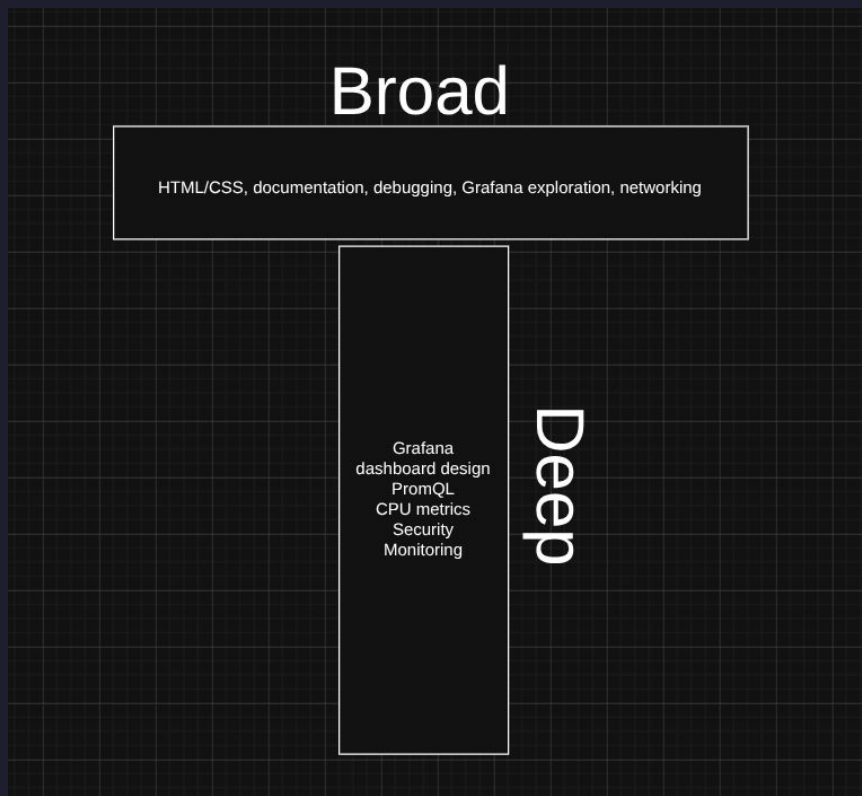 Broad
HTML/CSS, documentation, debugging, Grafana exploration, networking
Grafana
dashboard design
PromQL
CPU metrics
Security
Monitoring
Deep